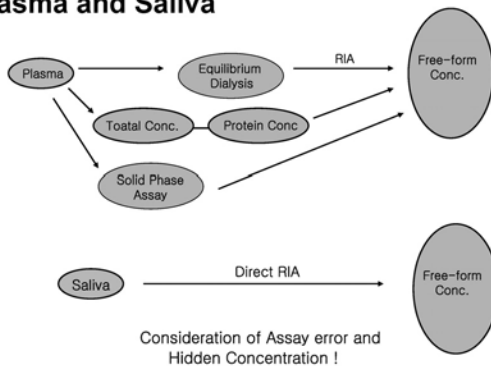 asma and Saliva
Plasma
Equilibrium
Dialysis
RIA
Free-form
Conc.
Toatal Conc.
Protein Conc
Solid Phase
Assay
Saliva
Direct RIA
Free-form
Conc.
Consideration of Assay error and
Hidden Concentration !